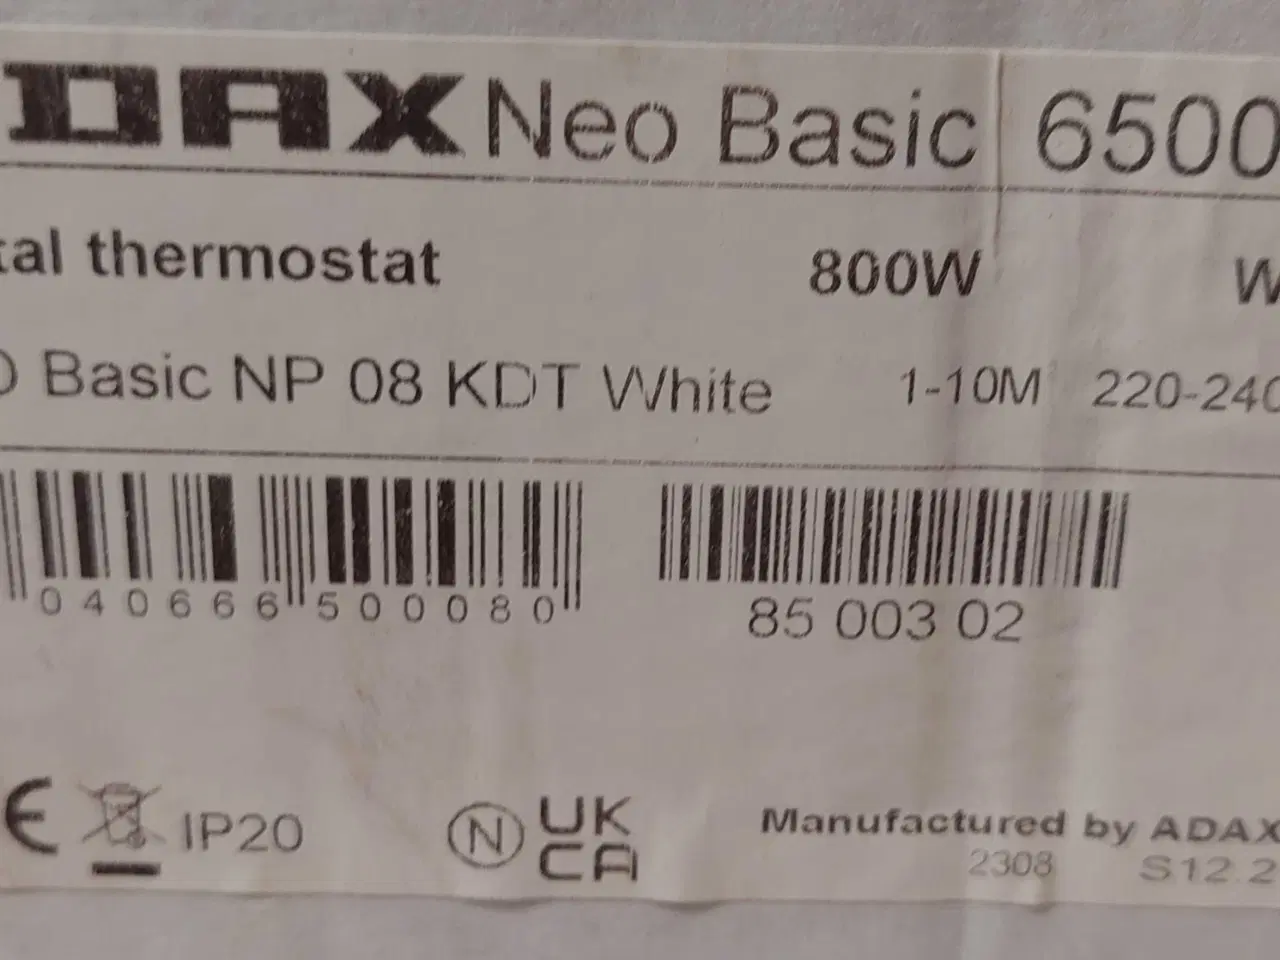 DAX Neo Basic 6500
tal thermostat 800W W
O Basic NP 08 KDT White 1-10M 220-240
040666 500080
85 003 02
CE IP20 N UK CA Manufactured by ADAX
2308 S12.2